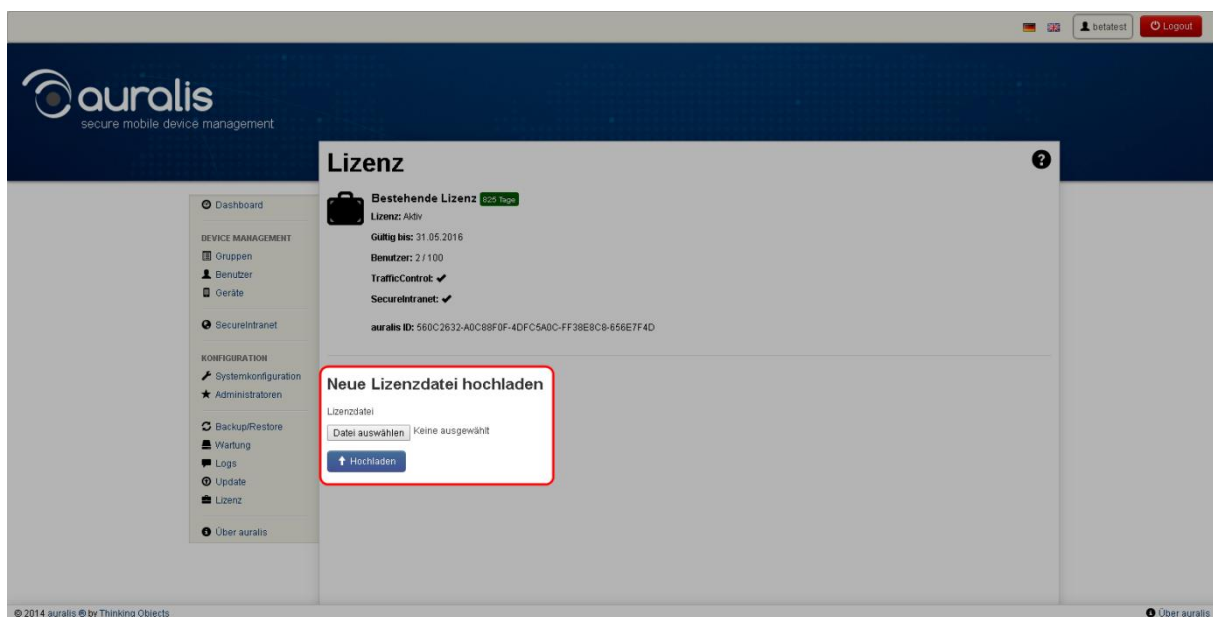 betatest
Logout
auralis
secure mobile device management
Lizenz
Dashboard
DEVICE MANAGEMENT
Gruppen
Benutzer
Geräte
SecureIntranet
KONFIGURATION
Systemkonfiguration
Administratoren
Backup/Restore
Wartung
Logs
Update
Lizenz
Über auralis
Bestehende Lizenz 825 Tage
Lizenz: Aktiv
Gültig bis: 31.05.2016
Benutzer: 2 / 100
TrafficControl: ✔
SecureIntranet: ✔
auralis ID: 560C2632-A0C88F0F-4DFC5A0C-FF38E8C8-656E7F4D
Neue Lizenzdatei hochladen
Lizenzdatei
Datei auswählen Keine ausgewählt
Hochladen
© 2014 auralis ® by Thinking Objects
Über auralis